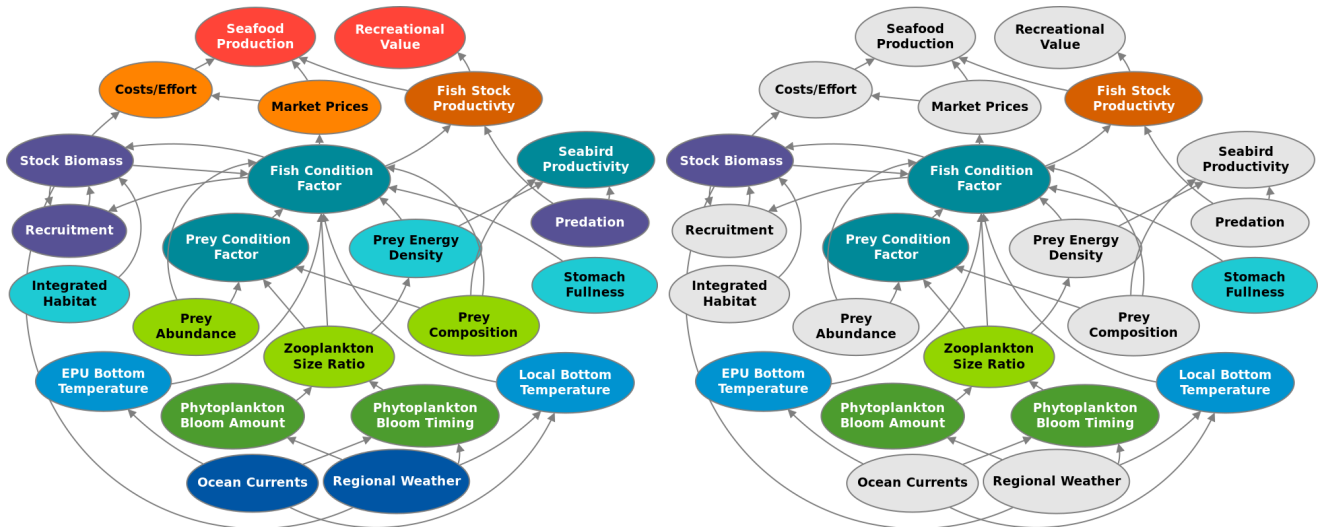 Seafood
Production
Recreational
Value
Costs/Effort
Market Prices
Fish Stock
Productivty
Stock Biomass
Fish Condition
Factor
Seabird
Productivity
Recruitment
Prey Condition
Factor
Prey Energy
Density
Predation
Integrated
Habitat
Stomach
Fullness
Prey
Abundance
Prey
Composition
Zooplankton
Size Ratio
EPU Bottom
Temperature
Local Bottom
Temperature
Phytoplankton
Bloom Amount
Phytoplankton
Bloom Timing
Ocean Currents
Regional Weather
Seafood
Production
Recreational
Value
Costs/Effort
Market Prices
Fish Stock
Productivty
Stock Biomass
Fish Condition
Factor
Seabird
Productivity
Recruitment
Prey Condition
Factor
Prey Energy
Density
Predation
Integrated
Habitat
Stomach
Fullness
Prey
Abundance
Prey
Composition
Zooplankton
Size Ratio
EPU Bottom
Temperature
Local Bottom
Temperature
Phytoplankton
Bloom Amount
Phytoplankton
Bloom Timing
Ocean Currents
Regional Weather